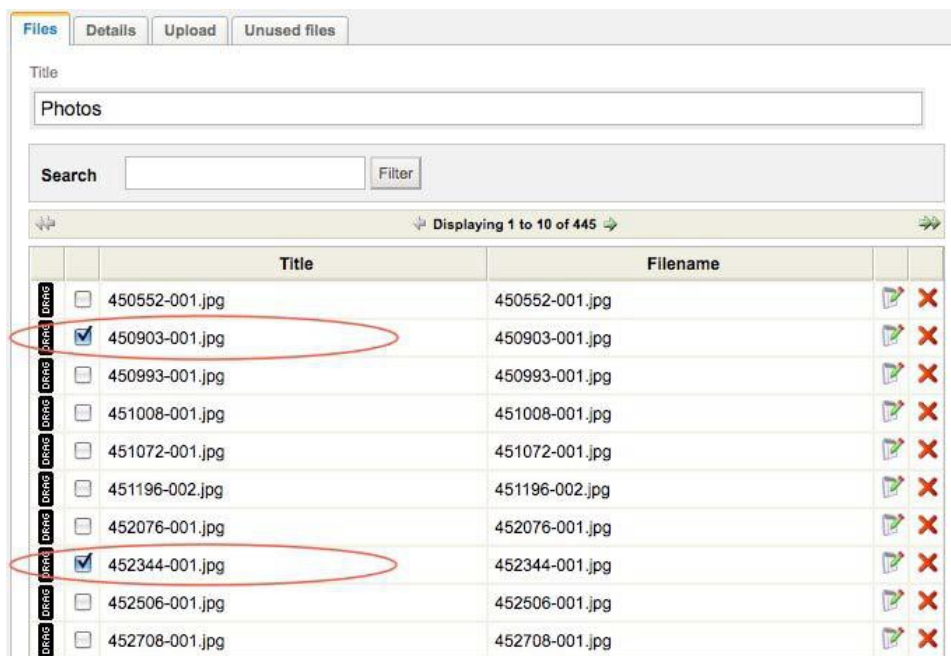 Files Details Upload Unused files
Title
Photos
Search Filter
Displaying 1 to 10 of 445
Title Filename
DRAG 450552-001.jpg 450552-001.jpg
DRAG 450903-001.jpg 450903-001.jpg
DRAG 450993-001.jpg 450993-001.jpg
DRAG 451008-001.jpg 451008-001.jpg
DRAG 451072-001.jpg 451072-001.jpg
DRAG 451196-002.jpg 451196-002.jpg
DRAG 452076-001.jpg 452076-001.jpg
DRAG 452344-001.jpg 452344-001.jpg
DRAG 452506-001.jpg 452506-001.jpg
DRAG 452708-001.jpg 452708-001.jpg